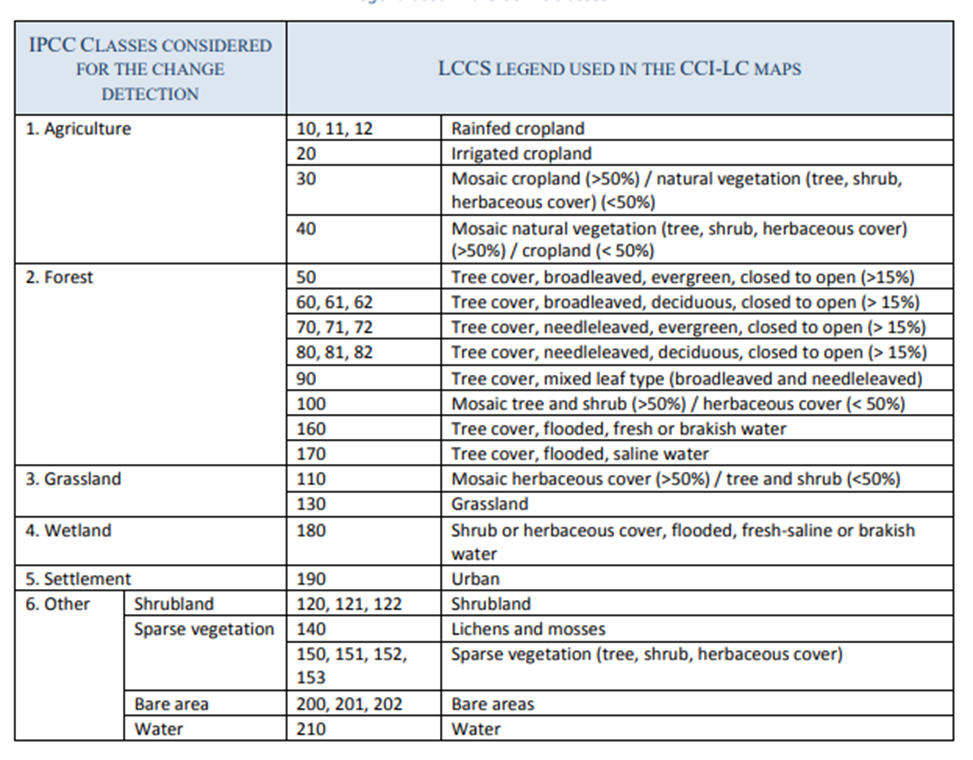 IPCC CLASSES CONSIDERED
FOR THE CHANGE
DETECTION
LCCS LEGEND USED IN THE CCI-LC MAPS
1. Agriculture
10, 11, 12
Rainfed cropland
20
Irrigated cropland
30
Mosaic cropland (>50%) / natural vegetation (tree, shrub,
herbaceous cover) (<50%)
40
Mosaic natural vegetation (tree, shrub, herbaceous cover)
(>50%) / cropland (< 50%)
2. Forest
50
Tree cover, broadleaved, evergreen, closed to open (>15%)
60, 61, 62
Tree cover, broadleaved, deciduous, closed to open (> 15%)
70, 71, 72
Tree cover, needleleaved, evergreen, closed to open (> 15%)
80, 81, 82
Tree cover, needleleaved, deciduous, closed to open (> 15%)
90
Tree cover, mixed leaf type (broadleaved and needleleaved)
100
Mosaic tree and shrub (>50%) / herbaceous cover (< 50%)
160
Tree cover, flooded, fresh or brakish water
170
Tree cover, flooded, saline water
3. Grassland
110
Mosaic herbaceous cover (>50%) / tree and shrub (<50%)
130
Grassland
4. Wetland
180
Shrub or herbaceous cover, flooded, fresh-saline or brakish
water
5. Settlement
190
Urban
6. Other
Shrubland
120, 121, 122
Shrubland
Sparse vegetation
140
Lichens and mosses
150, 151, 152,
153
Sparse vegetation (tree, shrub, herbaceous cover)
Bare area
200, 201, 202
Bare areas
Water
210
Water